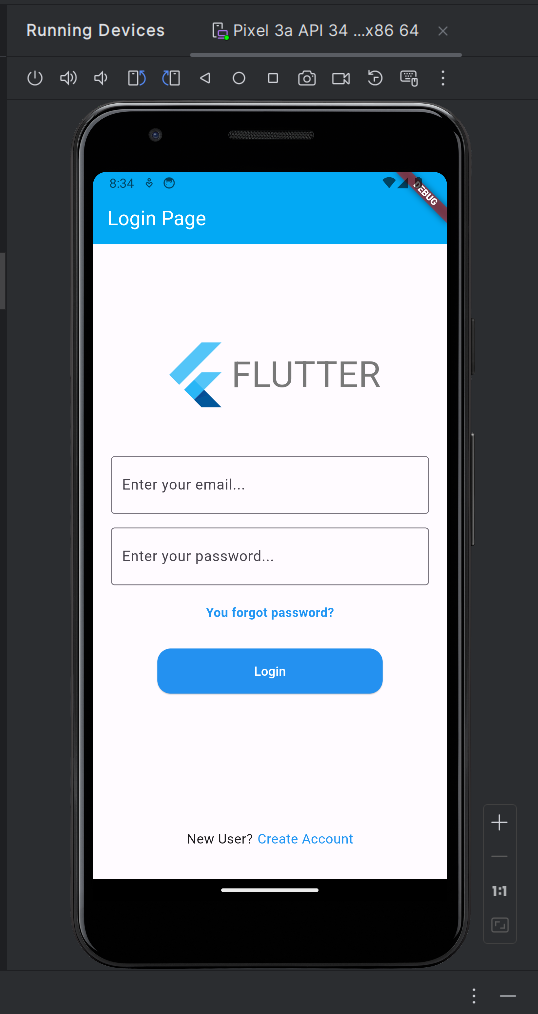 Running Devices
Pixel 3a API 34 ...x86 64
8:34
DEBUG
Login Page
FLUTTER
Enter your email...
Enter your password...
You forgot password?
Login
New User? Create Account
1:1